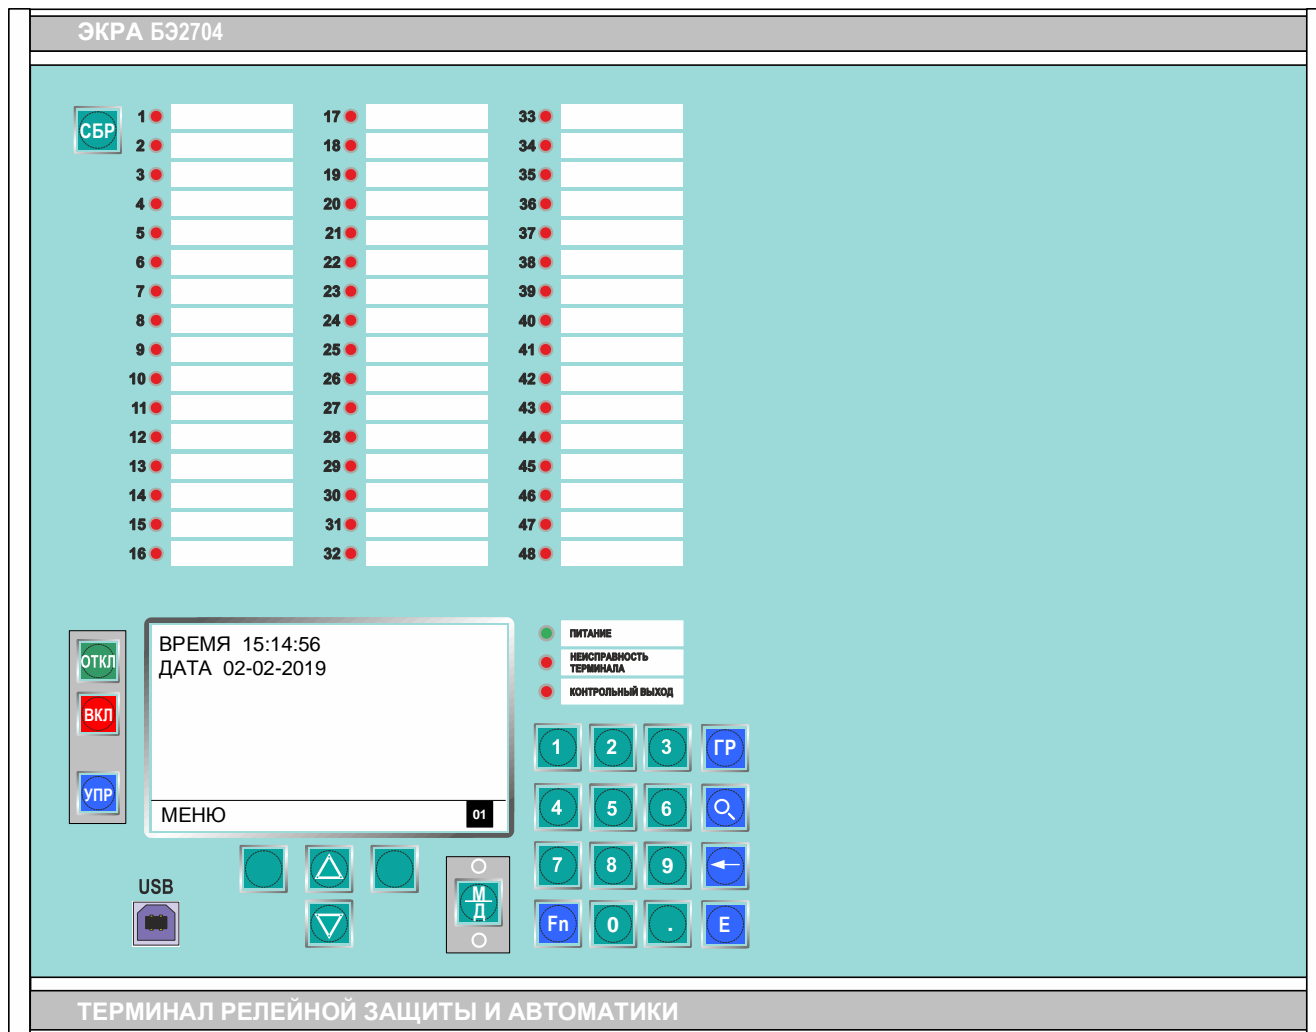 ЭКРА БЭ2704
СБР
1 17 33
2 18 34
3 19 35
4 20 36
5 21 37
6 22 38
7 23 39
8 24 40
9 25 41
10 26 42
11 27 43
12 28 44
13 29 45
14 30 46
15 31 47
16 32 48
ОТКЛ
ВКЛ
УПР
ВРЕМЯ 15:14:56
ДАТА 02-02-2019
МЕНЮ 01
ПИТАНИЕ
НЕИСПРАВНОСТЬ
ТЕРМИНАЛА
КОНТРОЛЬНЫЙ ВЫХОД
1 2 3 ГР
4 5 6
7 8 9
Fn 0 . E
USB
М
Д
ТЕРМИНАЛ РЕЛЕЙНОЙ ЗАЩИТЫ И АВТОМАТИКИ